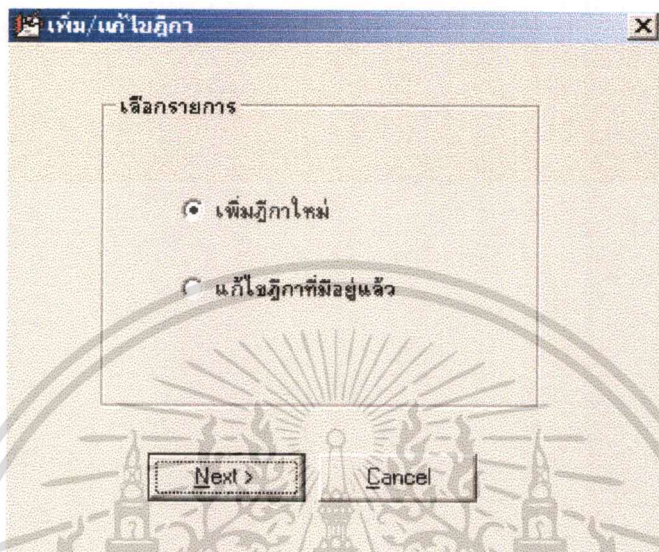 เพิ่ม/แก้ไขฎีกา
เลือกรายการ
เพิ่มฎีกาใหม่
แก้ไขฎีกาที่มีอยู่แล้ว
Next >
Cancel